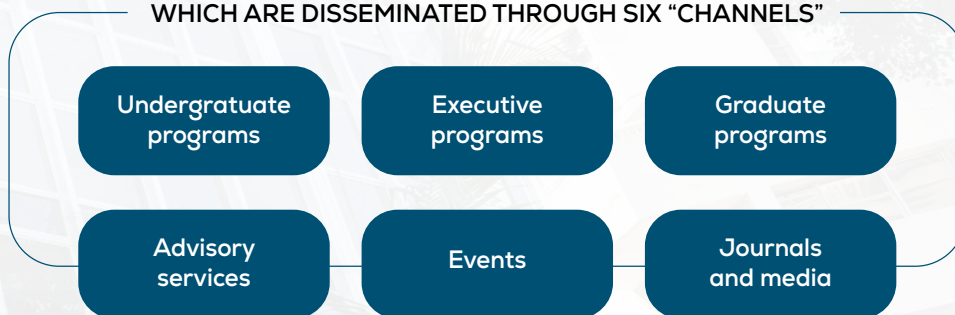 WHICH ARE DISSEMINATED THROUGH SIX “CHANNELS”
Undergratuate
programs
Executive
programs
Graduate
programs
Advisory
services
Events
Journals
and media